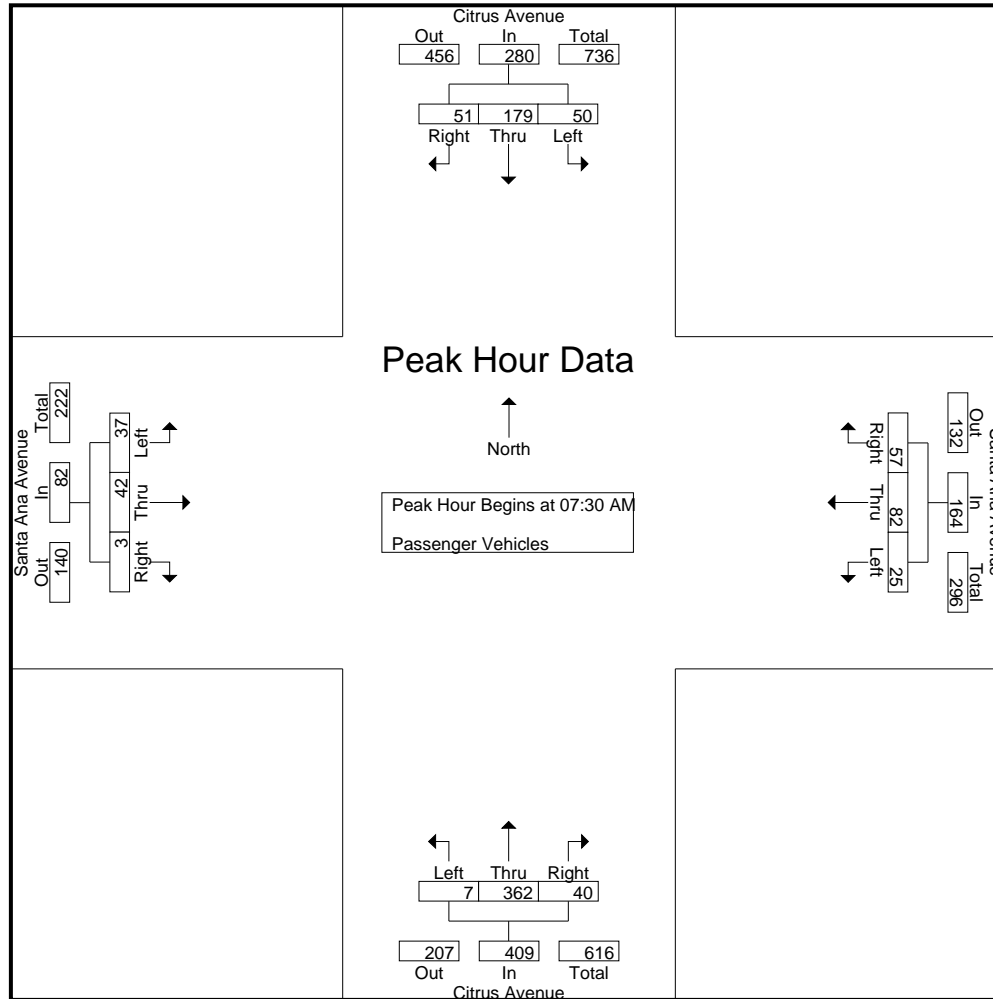 Citrus Avenue
Out In Total
456 280 736
51 179 50
Right Thru Left
Peak Hour Data
North
Peak Hour Begins at 07:30 AM
Passenger Vehicles
Santa Ana Avenue
Total In Out
222 82 140
37 42 3
Left Thru Right
Right Thru Left
57 82 25
Out In Total
132 164 296
Left Thru Right
7 362 40
207 409 616
Out In Total
Citrus Avenue